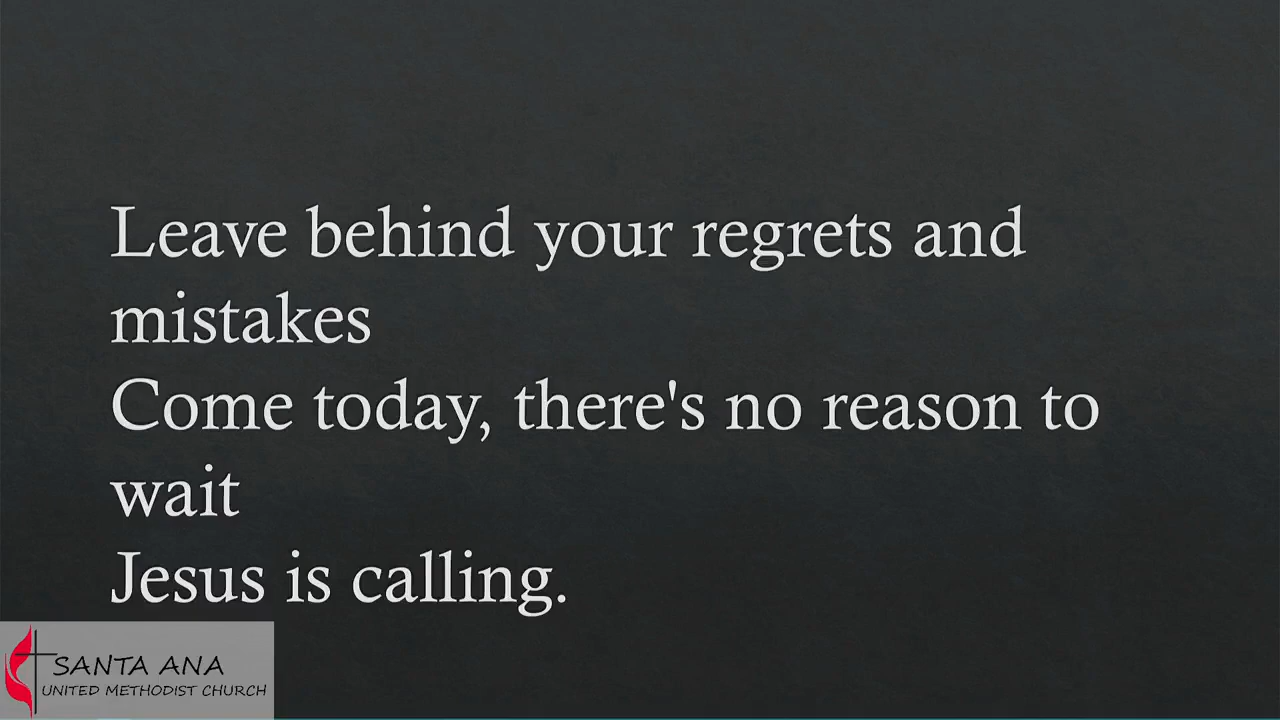 Leave behind your regrets and
mistakes
Come today, there's no reason to
wait
Jesus is calling.
SANTA ANA
UNITED METHODIST CHURCH